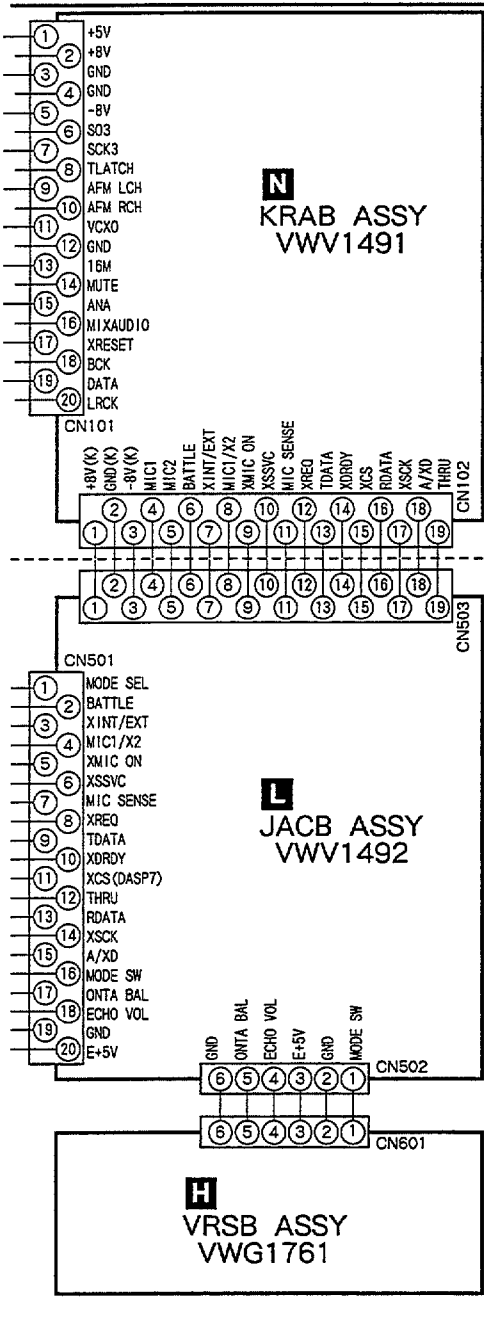 1 +5V
2 +8V
3 GND
4 GND
5 -8V
6 SO3
7 SCK3
8 TLATCH
9 AFM LCH
10 AFM RCH
11 VCXO
12 GND
13 16M
14 MUTE
15 ANA
16 MIXAUDIO
17 XRESET
18 BCK
19 DATA
20 LRCK
CN101
N
KRAB ASSY
VWV1491
+8V(K)
GND(K)
-8V(K)
MIC1
MIC2
BATTLE
XINT/EXT
MIC1/X2
XMIC ON
XSSVC
MIC SENSE
XREQ
TDATA
XDRDY
XCS
RDATA
XSCK
A/XD
THRU
CN102
1 2 3 4 5 6 7 8 9 10 11 12 13 14 15 16 17 18 19
1 2 3 4 5 6 7 8 9 10 11 12 13 14 15 16 17 18 19
CN503
CN501
1 MODE SEL
2 BATTLE
3 XINT/EXT
4 MIC1/X2
5 XMIC ON
6 XSSVC
7 MIC SENSE
8 XREQ
9 TDATA
10 XDRDY
11 XCS(DASP7)
12 THRU
13 RDATA
14 XSCK
15 A/XD
16 MODE SW
17 ONTA BAL
18 ECHO VOL
19 GND
20 E+5V
L
JACB ASSY
VWV1492
GND
ONTA BAL
ECHO VOL
E+5V
GND
MODE SW
6 5 4 3 2 1
CN502
6 5 4 3 2 1
CN601
H
VRSB ASSY
VWG1761